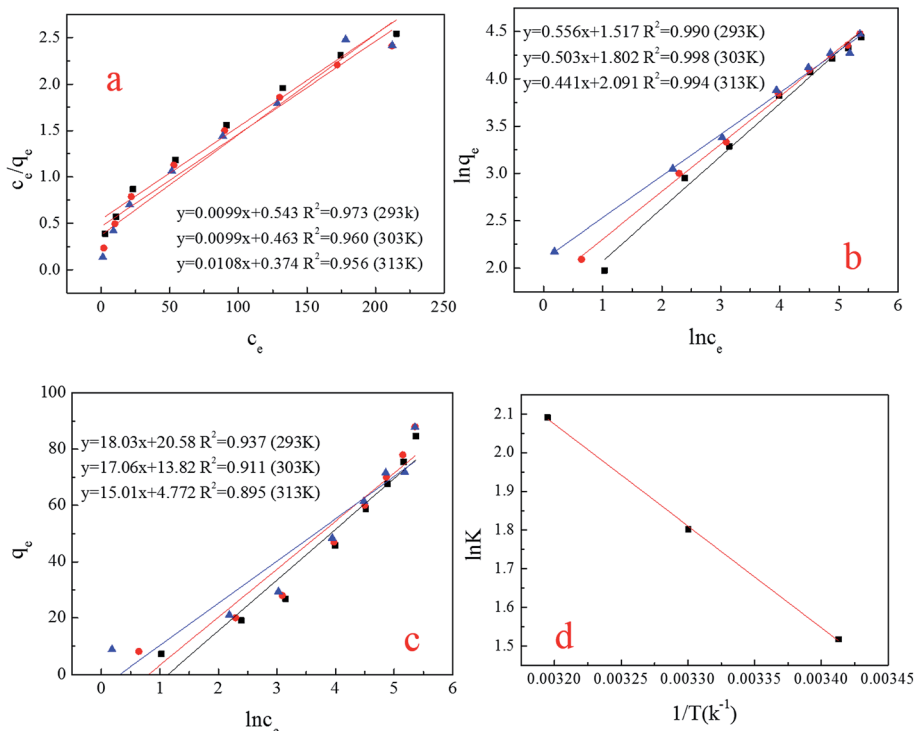 2.5
2.0
1.5
1.0
0.5
0.0
c_e/q_e
a
y=0.0099x+0.543 R²=0.973 (293k)
y=0.0099x+0.463 R²=0.960 (303K)
y=0.0108x+0.374 R²=0.956 (313K)
0 50 100 150 200 250
c_e
4.5
4.0
3.5
3.0
2.5
2.0
lnq_e
y=0.556x+1.517 R²=0.990 (293K)
y=0.503x+1.802 R²=0.998 (303K)
y=0.441x+2.091 R²=0.994 (313K)
b
0 1 2 3 4 5 6
lnc_e
100
80
60
40
20
0
q_e
y=18.03x+20.58 R²=0.937 (293K)
y=17.06x+13.82 R²=0.911 (303K)
y=15.01x+4.772 R²=0.895 (313K)
c
0 1 2 3 4 5 6
lnc_e
2.1
2.0
1.9
1.8
1.7
1.6
1.5
lnK
d
0.00320 0.00325 0.00330 0.00335 0.00340 0.00345
1/T(k⁻¹)